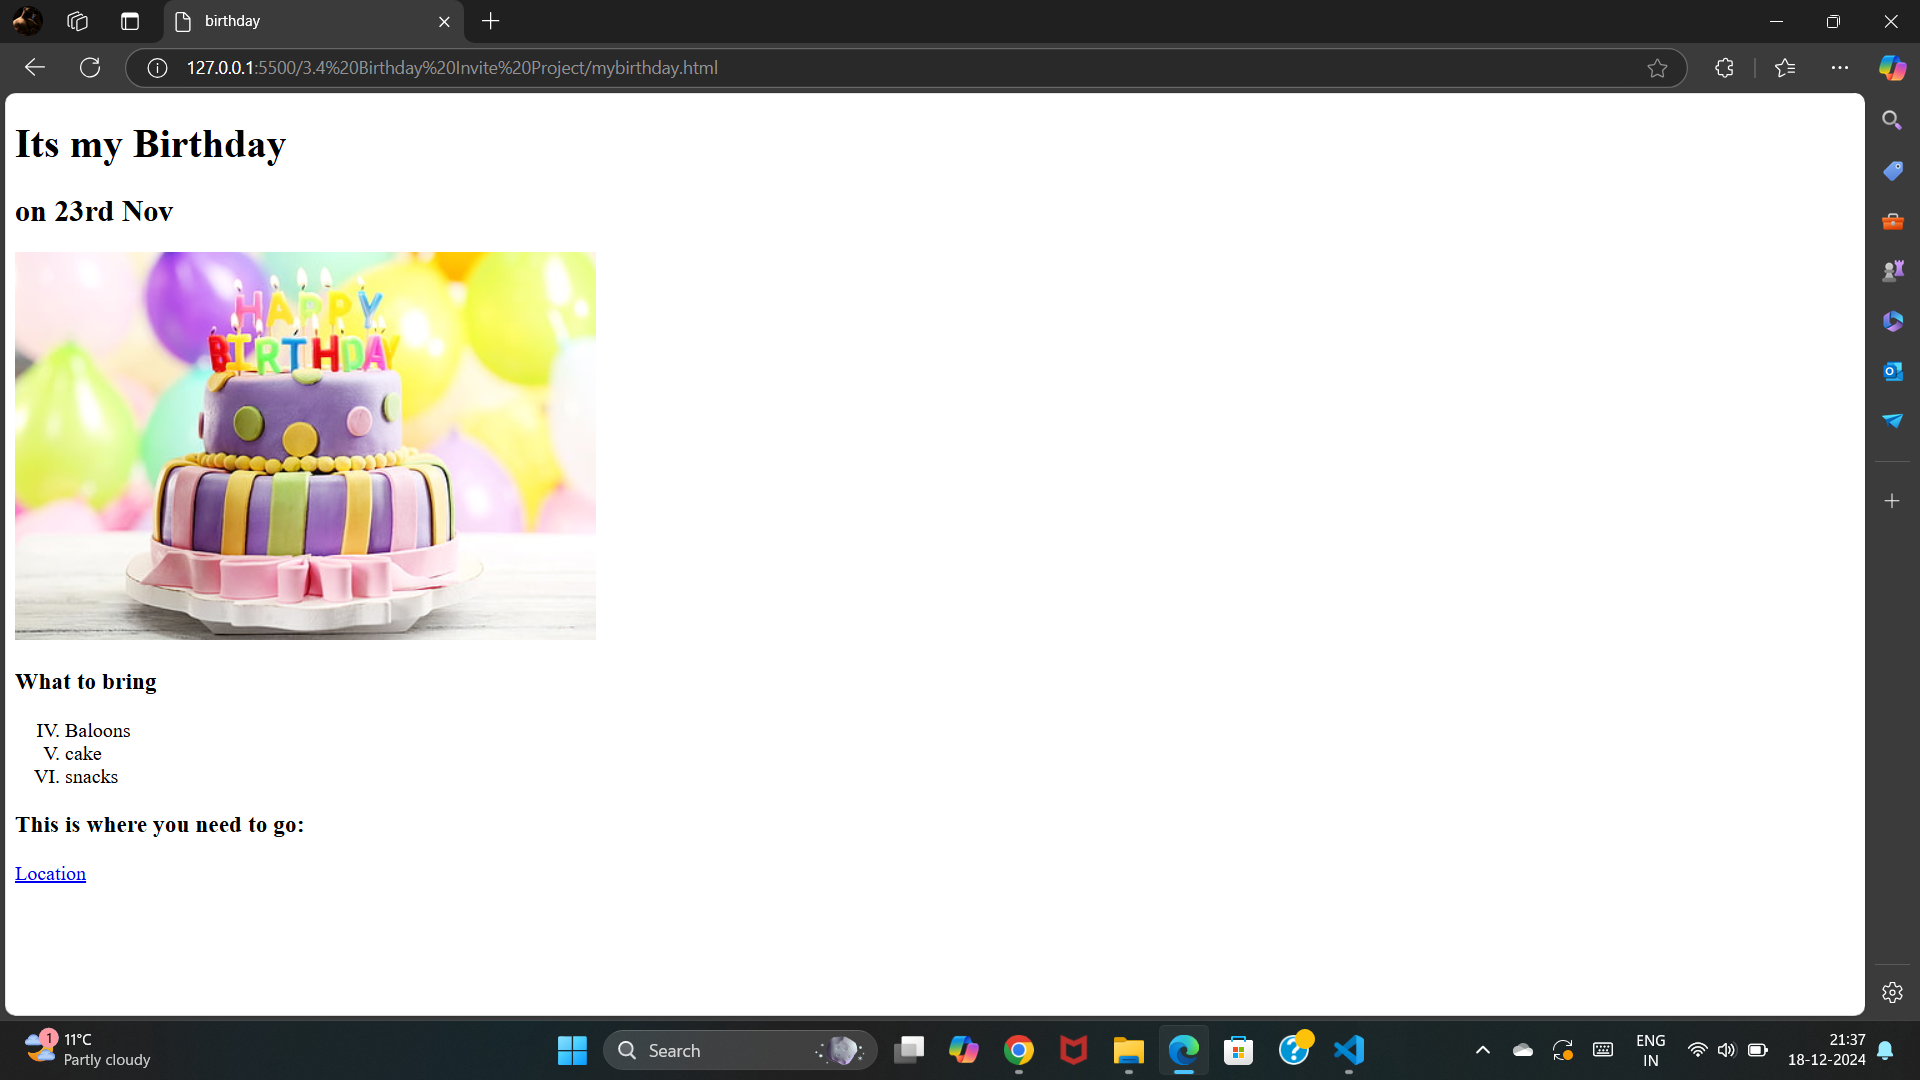 birthday
127.0.0.1:5500/3.4%20Birthday%20Invite%20Project/mybirthday.html
Its my Birthday
on 23rd Nov
HAPPY
BIRTHDAY
What to bring
IV. Baloons
V. cake
VI. snacks
This is where you need to go:
Location
1
11°C
Partly cloudy
Search
ENG
IN
21:37
18-12-2024